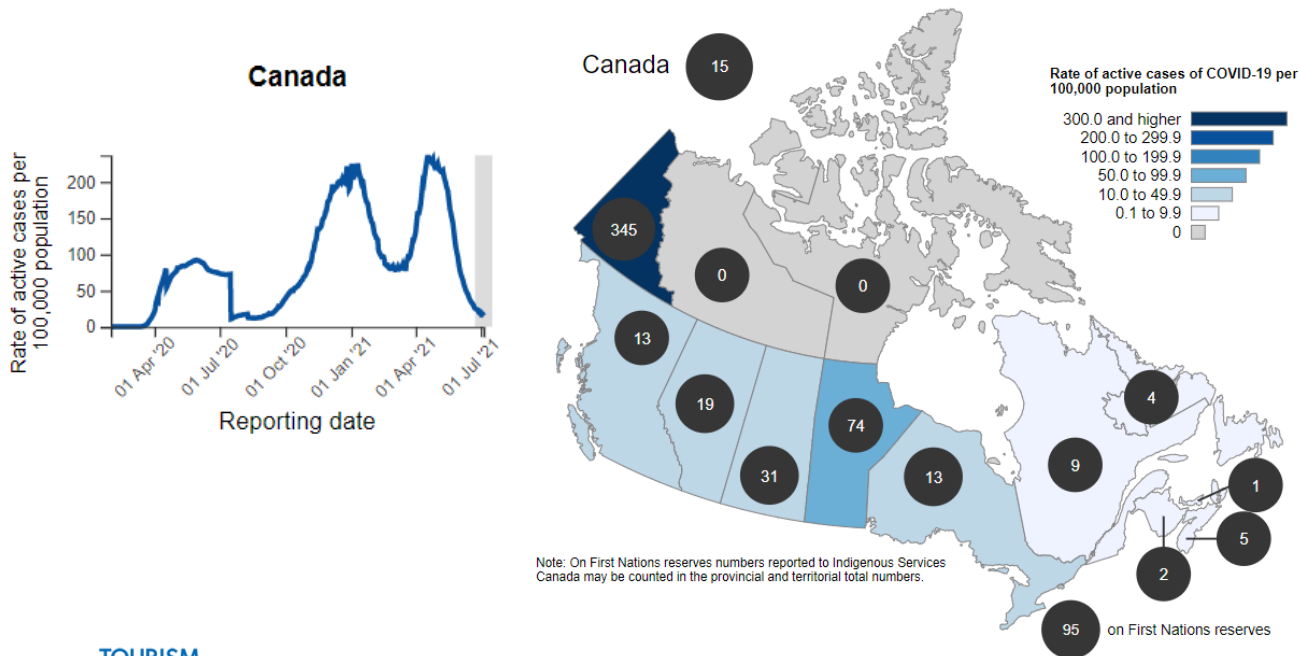 Canada
Rate of active cases per
100,000 population
200
150
100
50
0
01 Apr '20
01 Jul '20
01 Oct '20
01 Jan '21
01 Apr '21
01 Jul '21
Reporting date
Canada
15
Rate of active cases of COVID-19 per
100,000 population
300.0 and higher
200.0 to 299.9
100.0 to 199.9
50.0 to 99.9
10.0 to 49.9
0.1 to 9.9
0
345
0
0
13
19
31
74
13
9
4
1
5
2
Note: On First Nations reserves numbers reported to Indigenous Services
Canada may be counted in the provincial and territorial total numbers.
95 on First Nations reserves
TOURISM